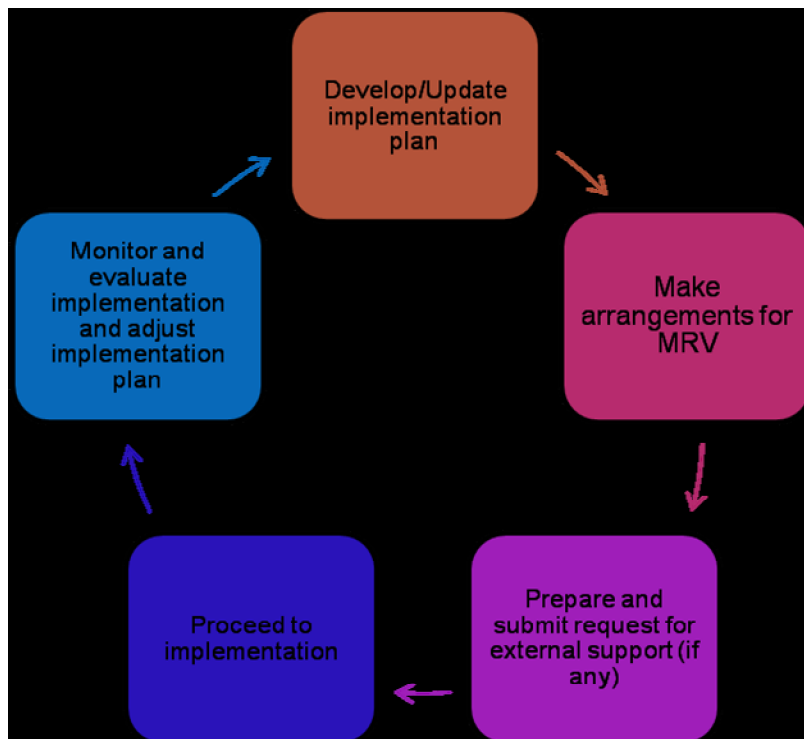 Develop/Update
implementation
plan
Make
arrangements for
MRV
Prepare and
submit request for
external support (if
any)
Proceed to
implementation
Monitor and
evaluate
implementation
and adjust
implementation
plan